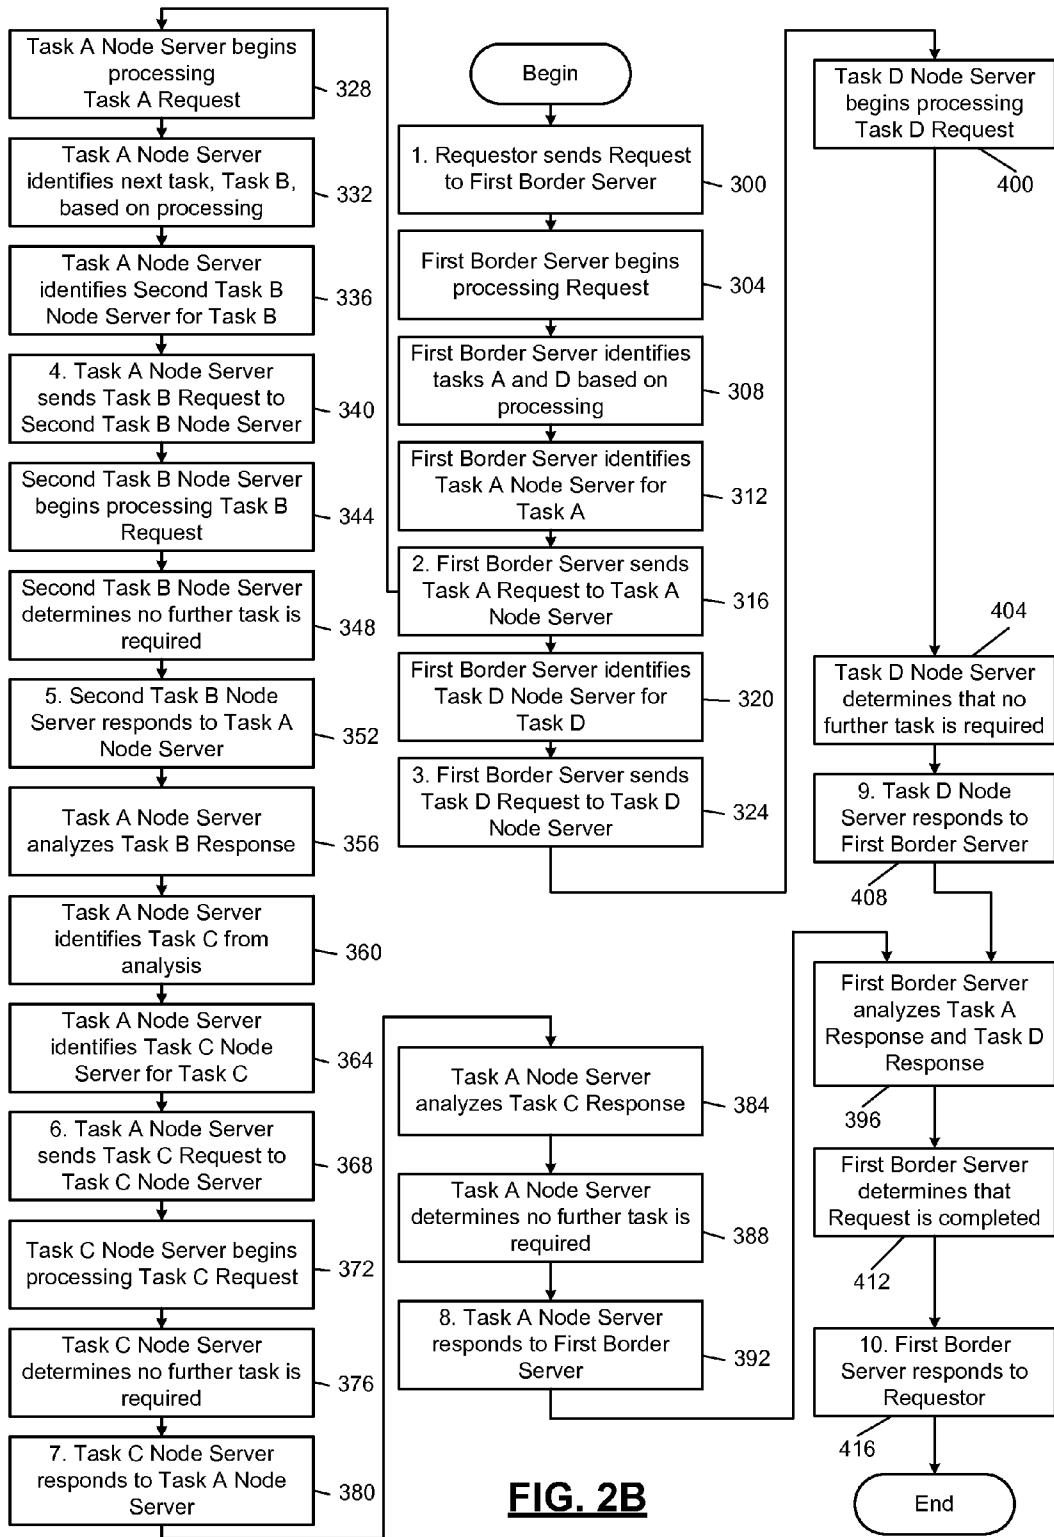 Begin
1. Requestor sends Request
to First Border Server
300
First Border Server begins
processing Request
304
First Border Server identifies
tasks A and D based on
processing
308
First Border Server identifies
Task A Node Server for
Task A
312
2. First Border Server sends
Task A Request to Task A
Node Server
316
First Border Server identifies
Task D Node Server for
Task D
320
3. First Border Server sends
Task D Request to Task D
Node Server
324
Task A Node Server begins
processing
Task A Request
328
Task A Node Server
identifies next task, Task B,
based on processing
332
Task A Node Server
identifies Second Task B
Node Server for Task B
336
4. Task A Node Server
sends Task B Request to
Second Task B Node Server
340
Second Task B Node Server
begins processing Task B
Request
344
Second Task B Node Server
determines no further task is
required
348
5. Second Task B Node
Server responds to Task A
Node Server
352
Task A Node Server
analyzes Task B Response
356
Task A Node Server
identifies Task C from
analysis
360
Task A Node Server
identifies Task C Node
Server for Task C
364
6. Task A Node Server
sends Task C Request to
Task C Node Server
368
Task C Node Server begins
processing Task C Request
372
Task C Node Server
determines no further task is
required
376
7. Task C Node Server
responds to Task A Node
Server
380
Task A Node Server
analyzes Task C Response
384
Task A Node Server
determines no further task is
required
388
8. Task A Node Server
responds to First Border
Server
392
Task D Node Server
begins processing
Task D Request
400
404
Task D Node Server
determines that no
further task is required
9. Task D Node
Server responds to
First Border Server
408
First Border Server
analyzes Task A
Response and Task D
Response
396
First Border Server
determines that
Request is completed
412
10. First Border
Server responds to
Requestor
416
End
FIG. 2B